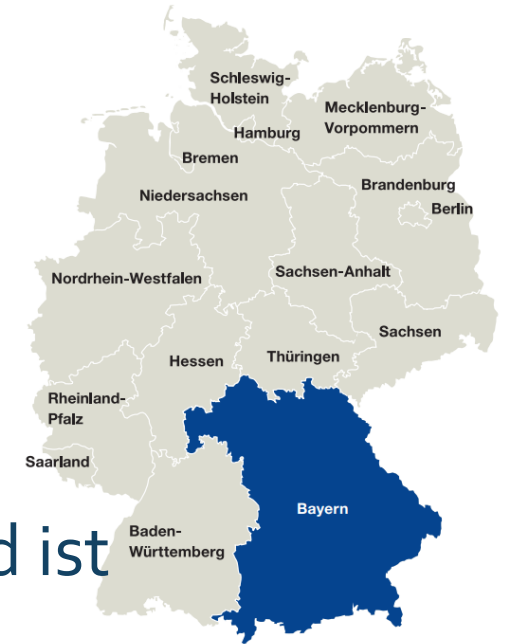 Schleswig-
Holstein
Mecklenburg-
Vorpommern
Hamburg
Bremen
Brandenburg
Niedersachsen
Berlin
Nordrhein-Westfalen
Sachsen-Anhalt
Sachsen
Thüringen
Hessen
Rheinland-
Pfalz
Saarland
Bayern
Baden-
Württemberg
d ist